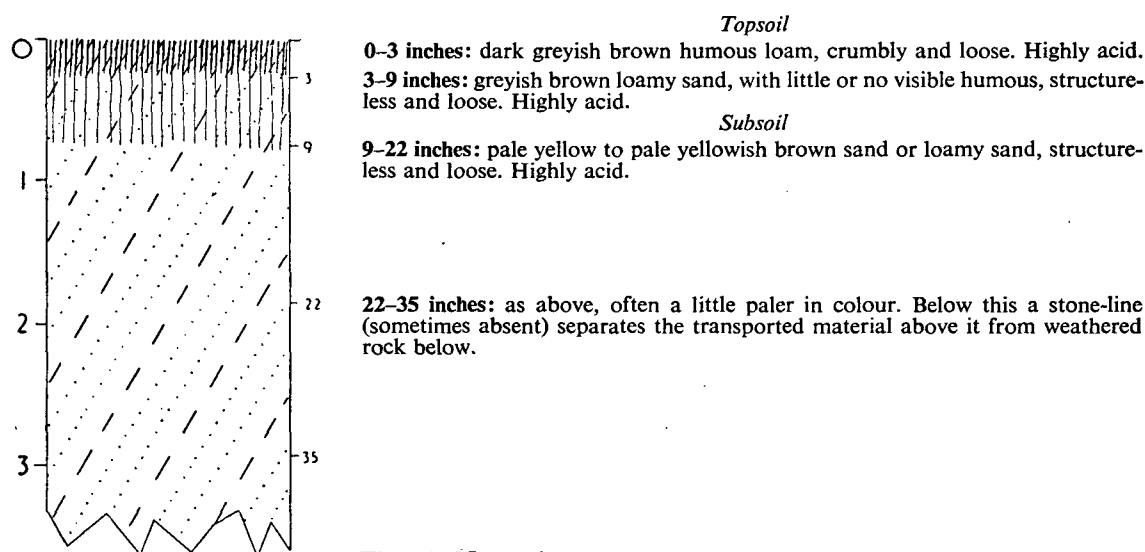 Topsoil
0–3 inches: dark greyish brown humous loam, crumbly and loose. Highly acid.
3–9 inches: greyish brown loamy sand, with little or no visible humous, structure-
less and loose. Highly acid.
Subsoil
9–22 inches: pale yellow to pale yellowish brown sand or loamy sand, structure-
less and loose. Highly acid.
22–35 inches: as above, often a little paler in colour. Below this a stone-line
(sometimes absent) separates the transported material above it from weathered
rock below.
0
3
9
1
22
2
35
3